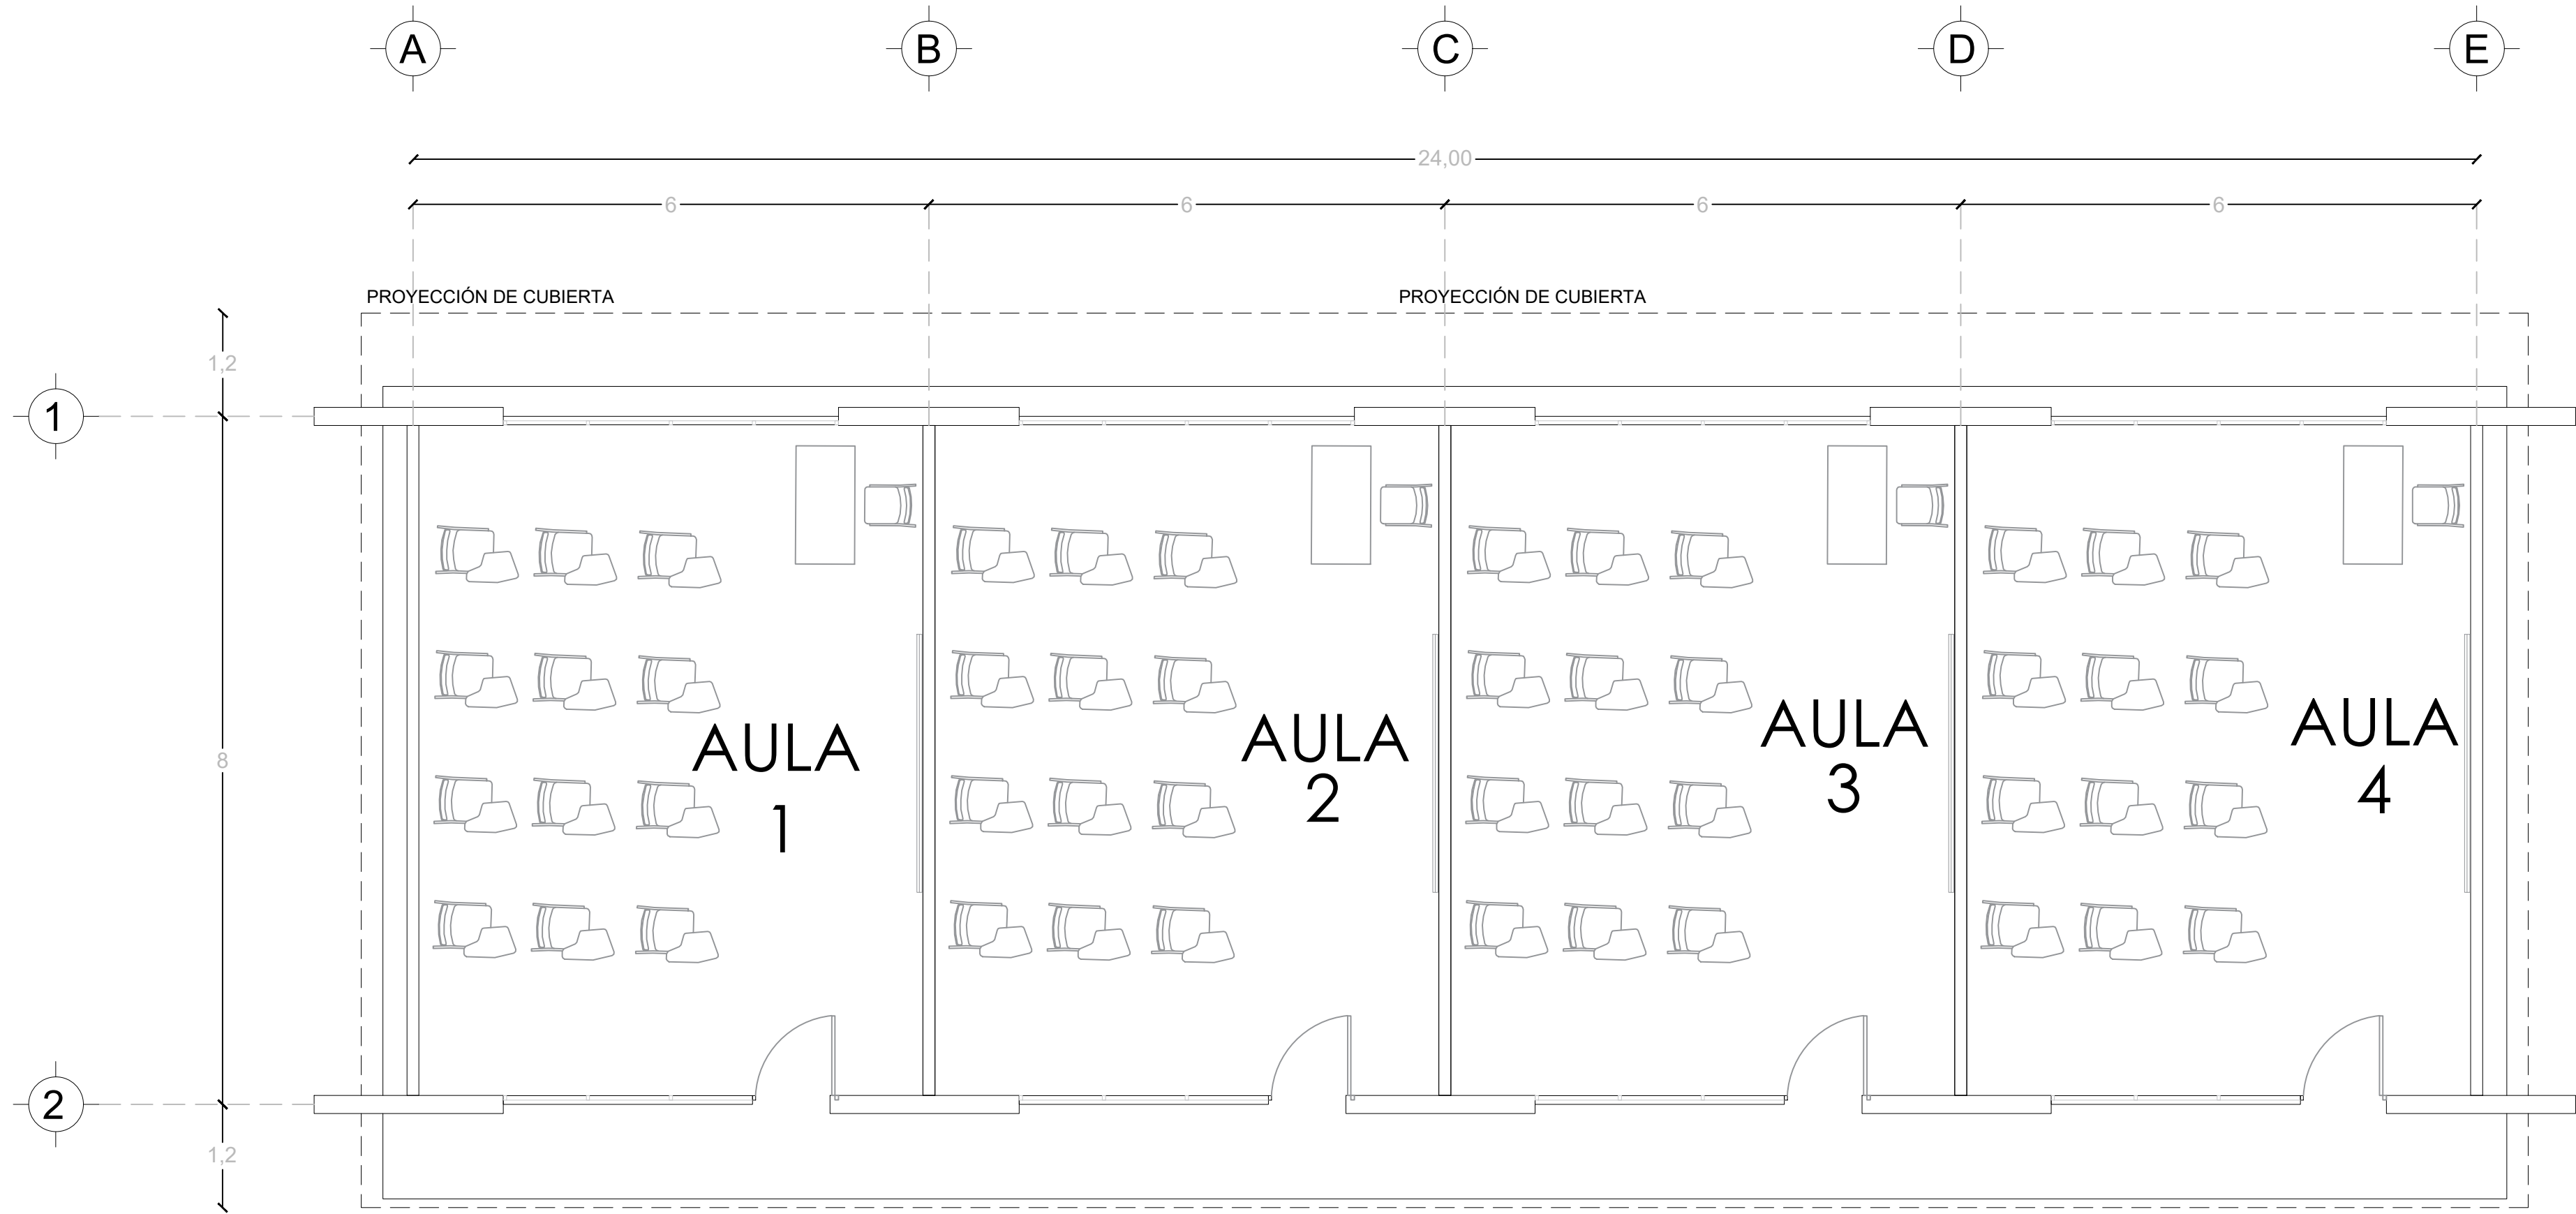 A B C D E
24,00
6 6 6 6
PROYECCIÓN DE CUBIERTA PROYECCIÓN DE CUBIERTA
1,2
1
AULA
1
AULA
2
AULA
3
AULA
4
8
2
1,2